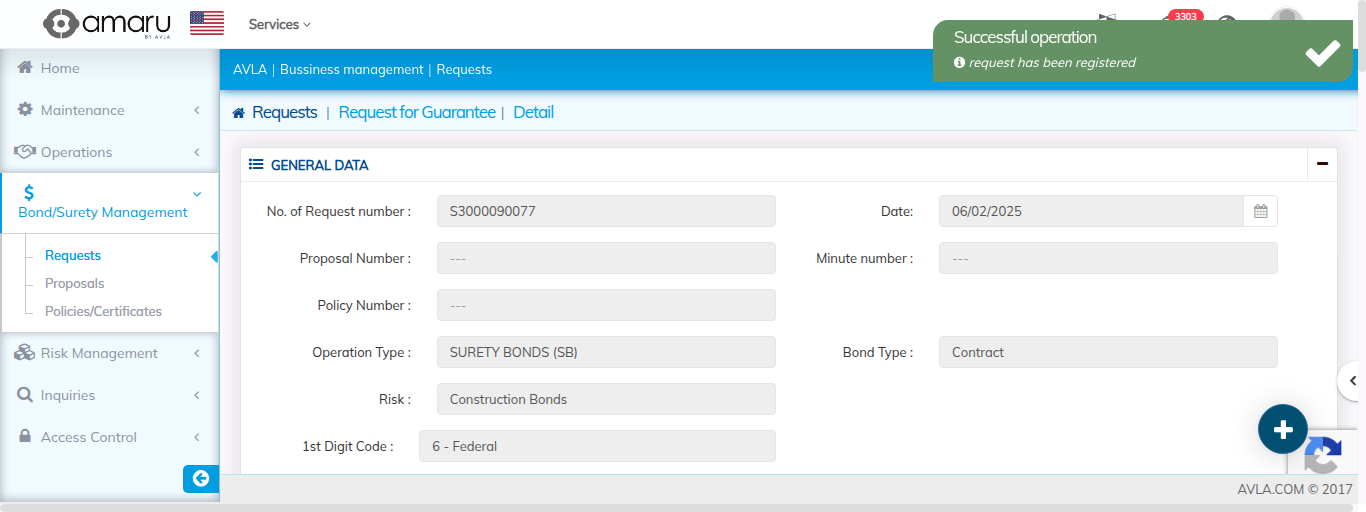 amaru
BY AVLA
Services
3303
Successful operation
request has been registered
Home
Maintenance
Operations
$
Bond/Surety Management
Requests
Proposals
Policies/Certificates
Risk Management
Inquiries
Access Control
AVLA | Bussiness management | Requests
Requests | Request for Guarantee | Detail
GENERAL DATA
No. of Request number : S3000090077 Date: 06/02/2025
Proposal Number : --- Minute number : ---
Policy Number : ---
Operation Type : SURETY BONDS (SB) Bond Type : Contract
Risk : Construction Bonds
1st Digit Code : 6 - Federal
AVLA.COM © 2017